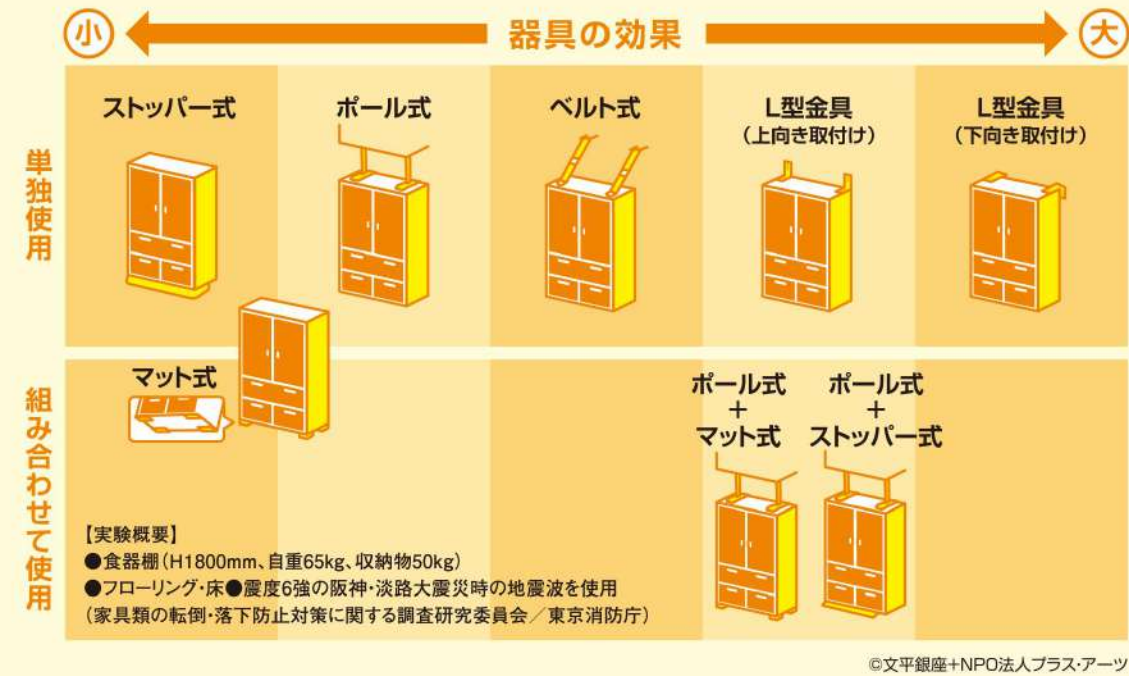 小 器具の効果 大
単独使用
ストッパー式
ポール式
ベルト式
L型金具
(上向き取付け)
L型金具
(下向き取付け)
組み合わせて使用
マット式
ポール式
+
マット式
ポール式
+
ストッパー式
【実験概要】
●食器棚(H1800mm、自重65kg、収納物50kg)
●フローリング・床●震度6強の阪神・淡路大震災時の地震波を使用
(家具類の転倒・落下防止対策に関する調査研究委員会/東京消防庁)
©文平銀座+NPO法人プラス・アーツ